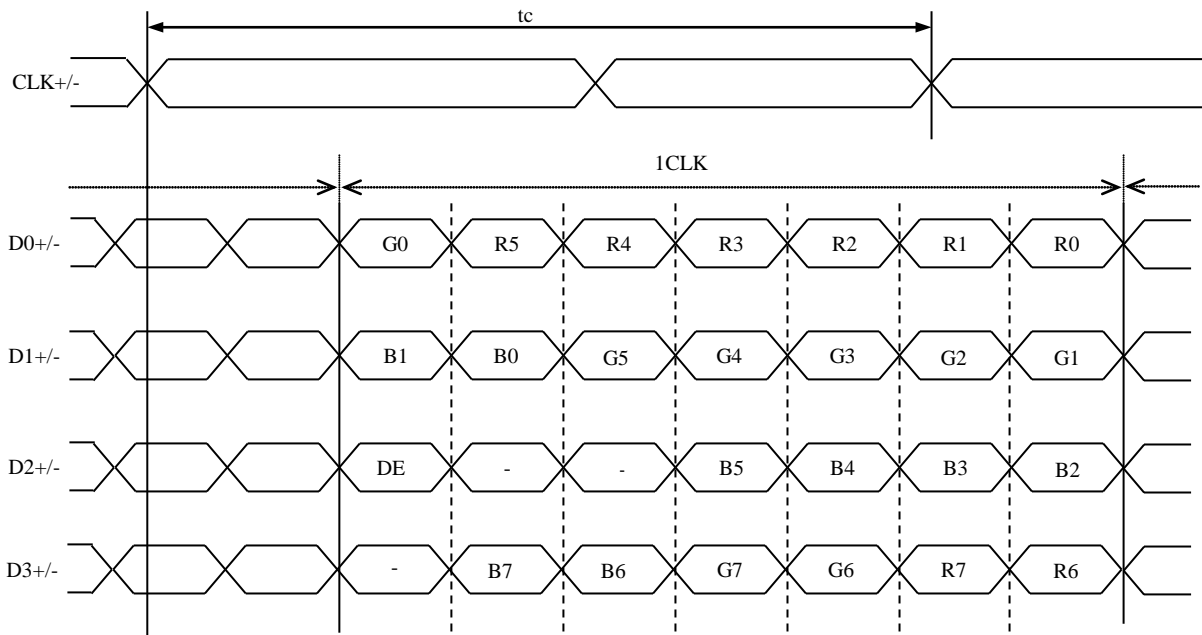 tc
CLK+/-
1CLK
D0+/- G0 R5 R4 R3 R2 R1 R0
D1+/- B1 B0 G5 G4 G3 G2 G1
D2+/- DE - - B5 B4 B3 B2
D3+/- - B7 B6 G7 G6 R7 R6